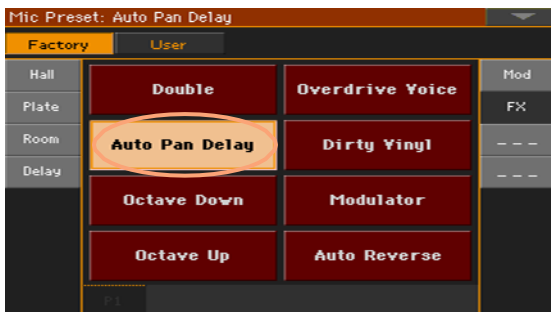 Mic Preset: Auto Pan Delay
Factory User
Hall Double Overdrive Voice Mod
Plate FX
Room Auto Pan Delay Dirty Vinyl - - -
Delay - - -
Octave Down Modulator
Octave Up Auto Reverse
P1